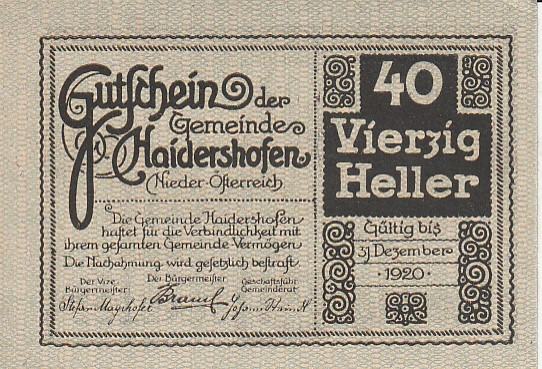 Gutschein der
Gemeinde
Haidershofen
(Nieder-Österreich)
Die Gemeinde Haidershofen
haftet für die Verbindlichkeit mit
ihrem gesamten Gemeinde Vermögen.
Die Nachahmung wird gesetzlich bestraft.
Der Vize
Bürgermeister:
Der Bürgermeister:
Geschäftsführ
Gemeinderat:
Stefan Mayrhofer
40
Vierzig
Heller
Gültig bis
31. Dezember
· 1920 ·